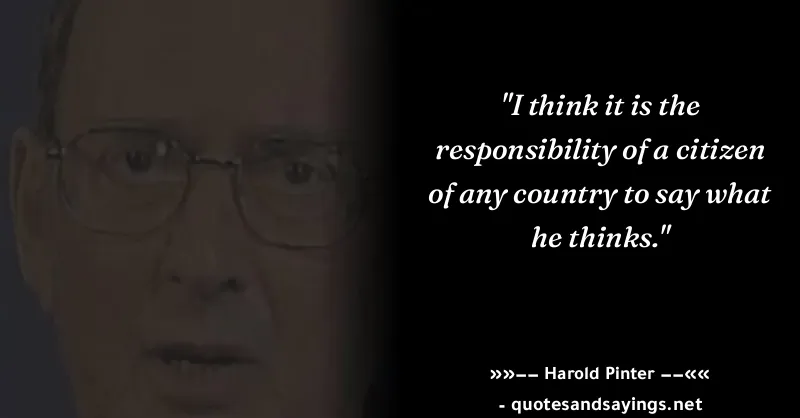 "I think it is the
responsibility of a citizen
of any country to say what
he thinks."
»»−− Harold Pinter −−««
- quotesandsayings.net